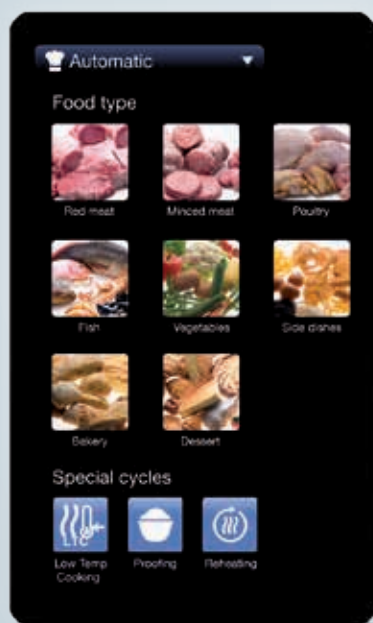 Automatic
Food type
Red meat Minced meat Poultry
Fish Vegetables Side dishes
Bakery Dessert
Special cycles
LTC
Low Temp Proofing Reheating
Cooking